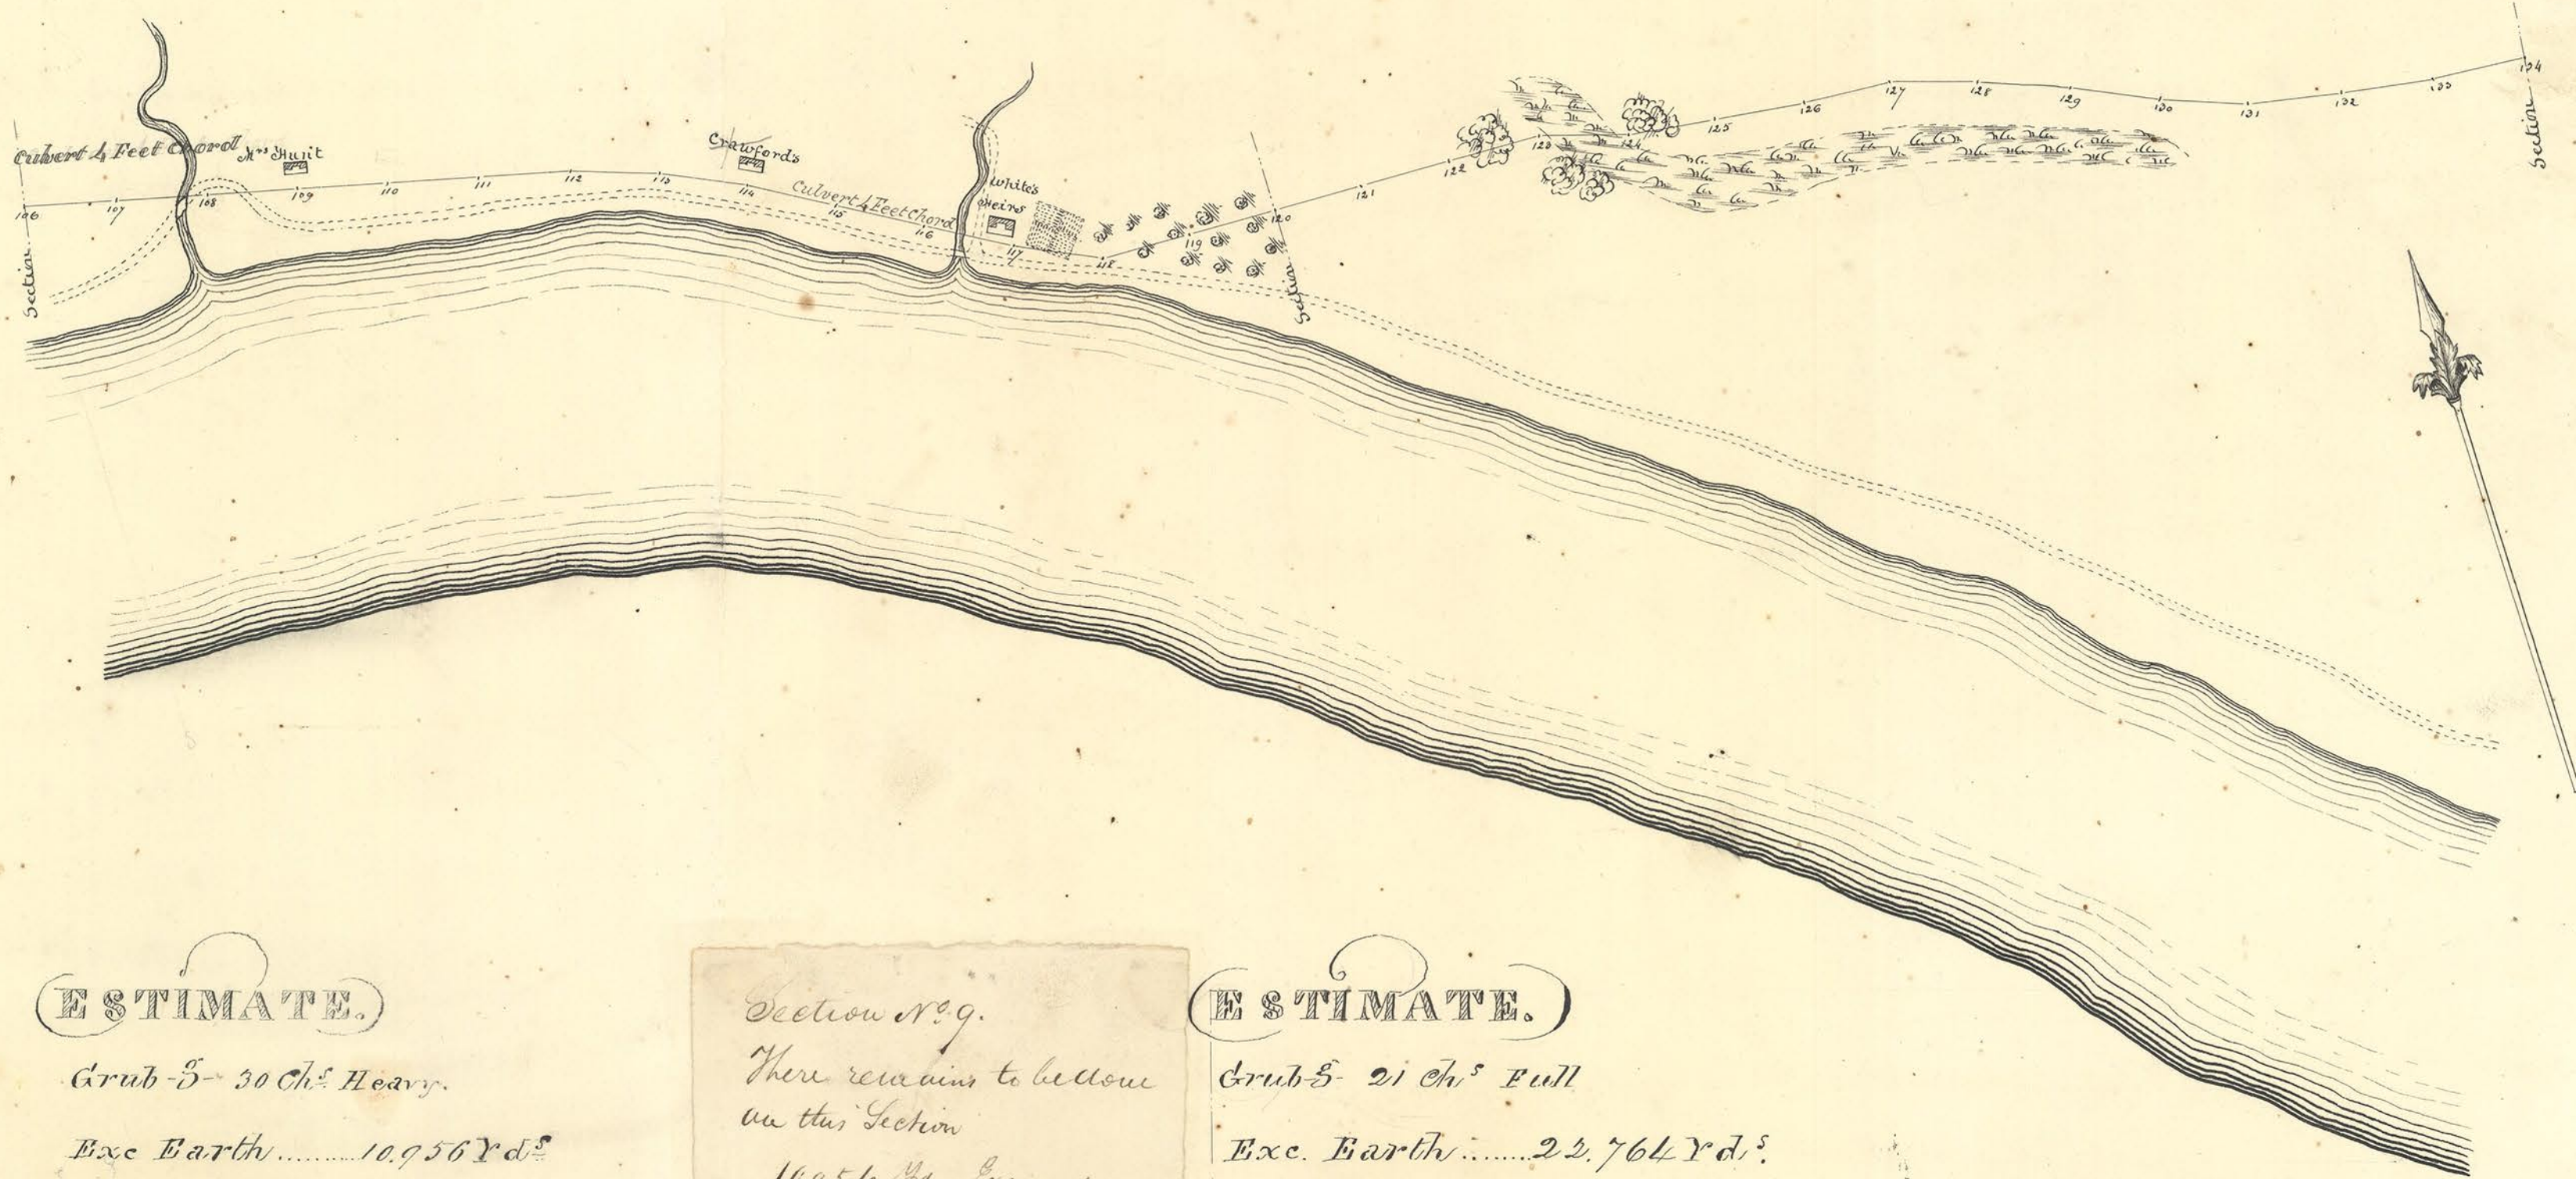 Culvert 4 Feet Chord
Mrs Hunt
Crawford's
Culvert 4 Feet Chord
White's
Heirs
106
107
108
109
110
111
112
113
114
115
116
117
118
119
120
121
122
123
124
125
126
127
128
129
130
131
132
133
134
Section
Section
Section
ESTIMATE.
Grub-g- 30 Chs. Heavy.
Exc Earth..........10.956 Yds
Section No 9.
There remains to be done
on this Section
ESTIMATE.
Grub-g- 21 Chs Full
Exc. Earth........22.764 Yds.